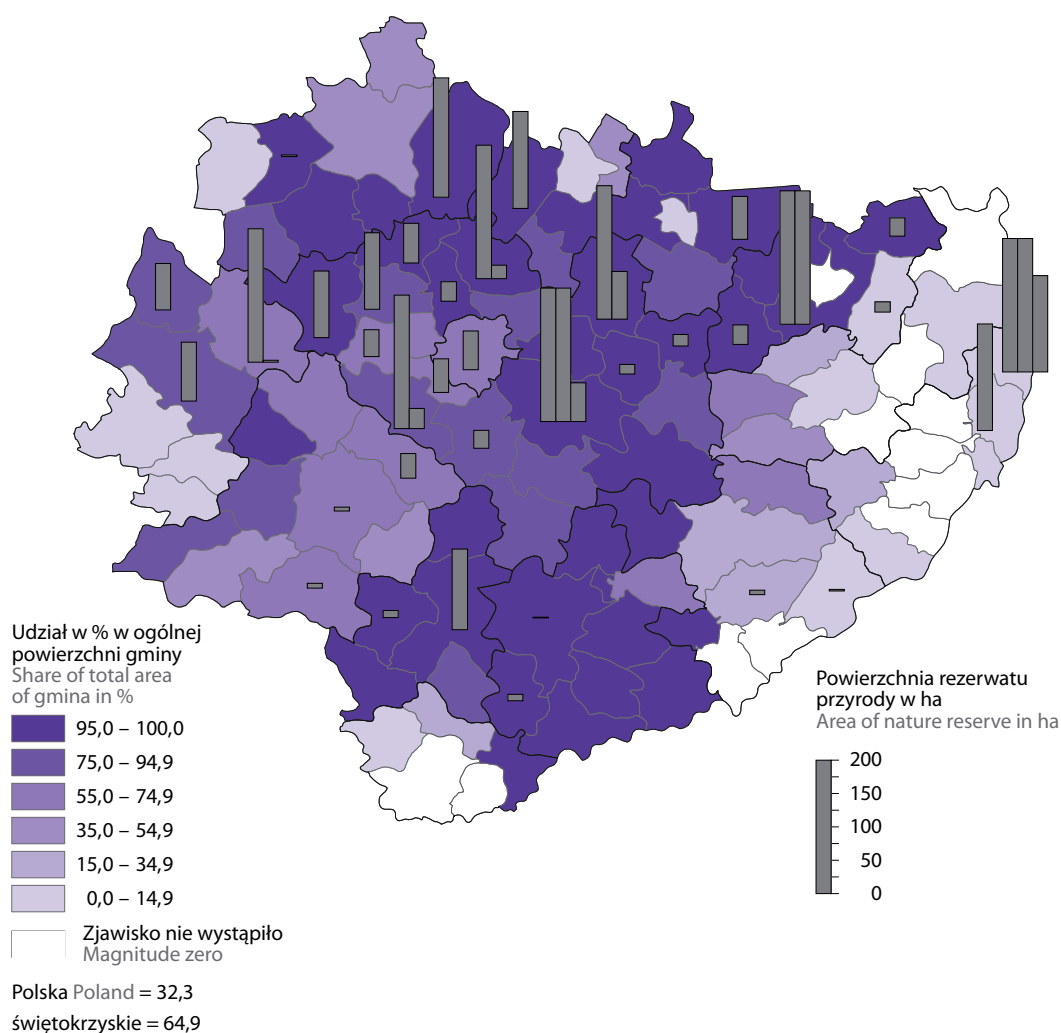 Udział w % w ogólnej
powierzchni gminy
Share of total area
of gmina in %
95,0 – 100,0
75,0 – 94,9
55,0 – 74,9
35,0 – 54,9
15,0 – 34,9
0,0 – 14,9
Zjawisko nie wystąpiło
Magnitude zero
Polska Poland = 32,3
świętokrzyskie = 64,9
Powierzchnia rezerwatu
przyrody w ha
Area of nature reserve in ha
200
150
100
50
0